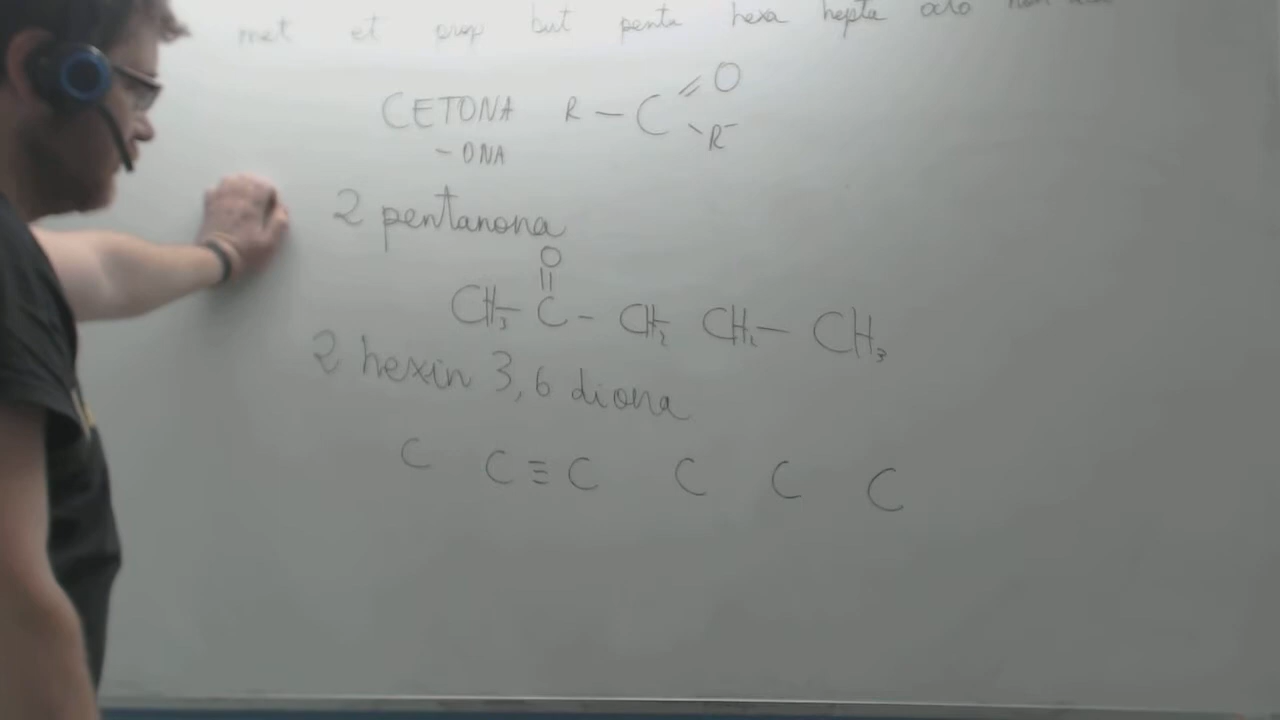 met et prop but penta hexa hepta octo
CETONA R - C = O - R
- ONA
2 pentanona
O
||
CH₃ - C - CH₂ CH₂ - CH₃
2 hexin 3,6 diona
C C ≡ C C C C